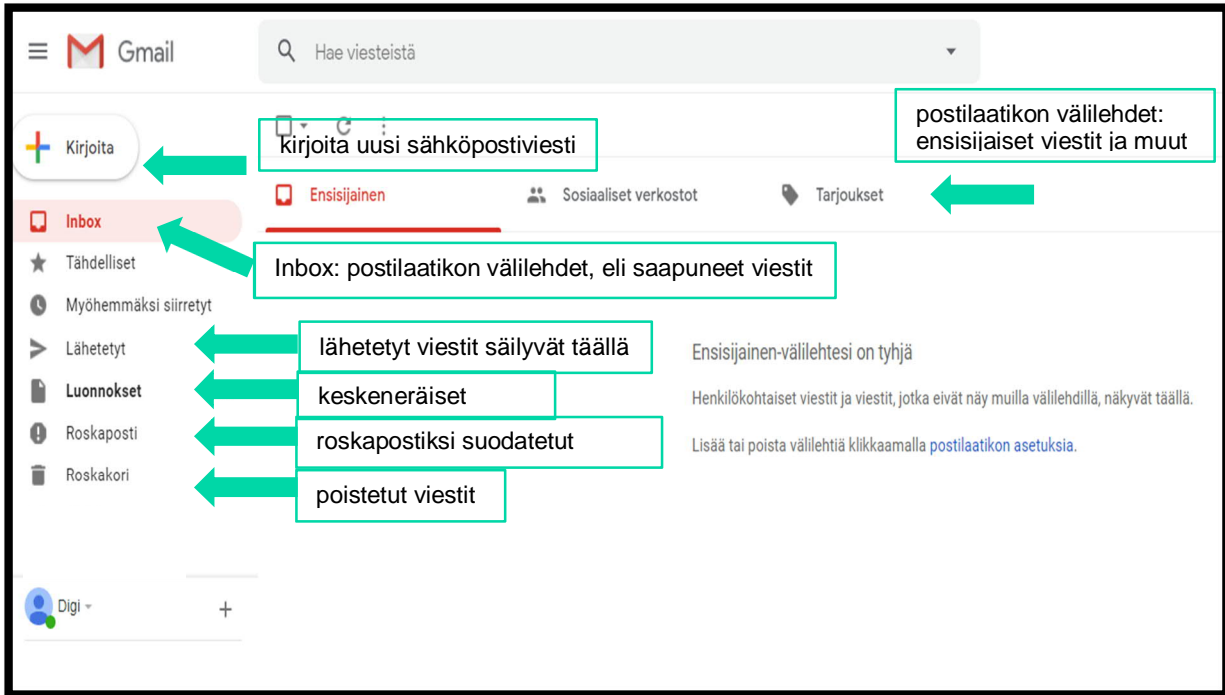 Gmail
Hae viesteistä
postilaatikon välilehdet:
ensisijaiset viestit ja muut
Kirjoita
kirjoita uusi sähköpostiviesti
Ensisijainen
Sosiaaliset verkostot
Tarjoukset
Inbox
Inbox: postilaatikon välilehdet, eli saapuneet viestit
Tähdelliset
Myöhemmäksi siirretyt
Lähetetyt
lähetetyt viestit säilyvät täällä
Luonnokset
keskeneräiset
Roskaposti
roskapostiksi suodatetut
Roskakori
poistetut viestit
Ensisijainen-välilehtesi on tyhjä
Henkilökohtaiset viestit ja viestit, jotka eivät näy muilla välilehdillä, näkyvät täällä.
Lisää tai poista välilehtiä klikkaamalla postilaatikon asetuksia.
Digi